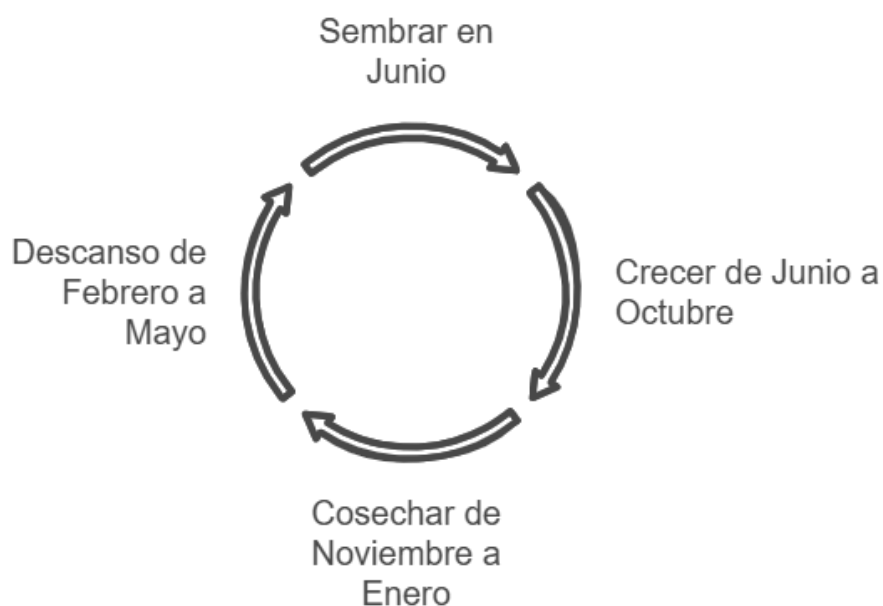 Sembrar en
Junio
Crecer de Junio a
Octubre
Cosechar de
Noviembre a
Enero
Descanso de
Febrero a
Mayo